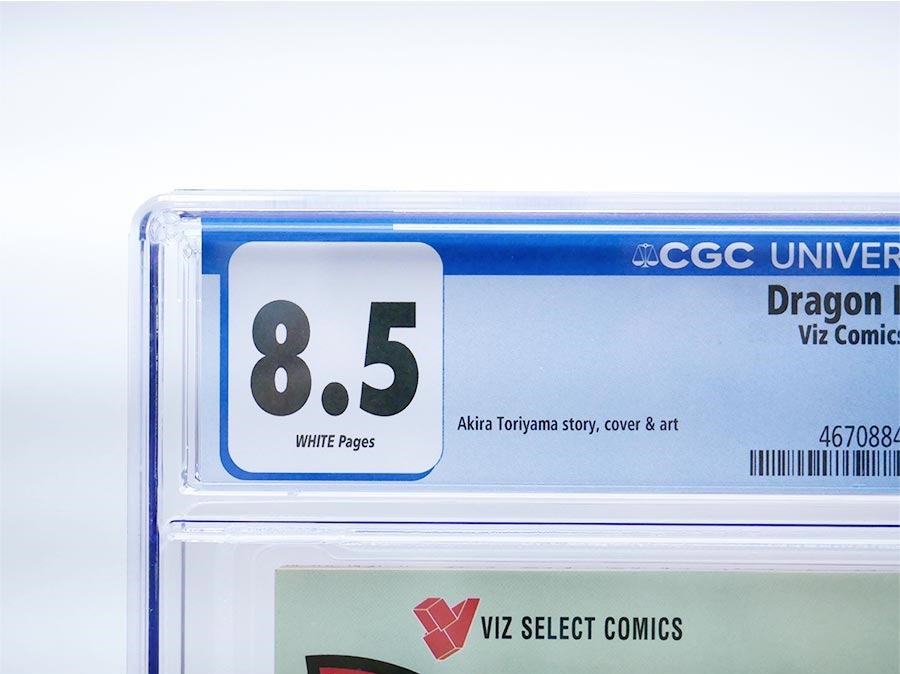 CGC UNIVER
8.5
WHITE Pages
Dragon
Viz Comics
Akira Toriyama story, cover & art
4670884
VIZ SELECT COMICS